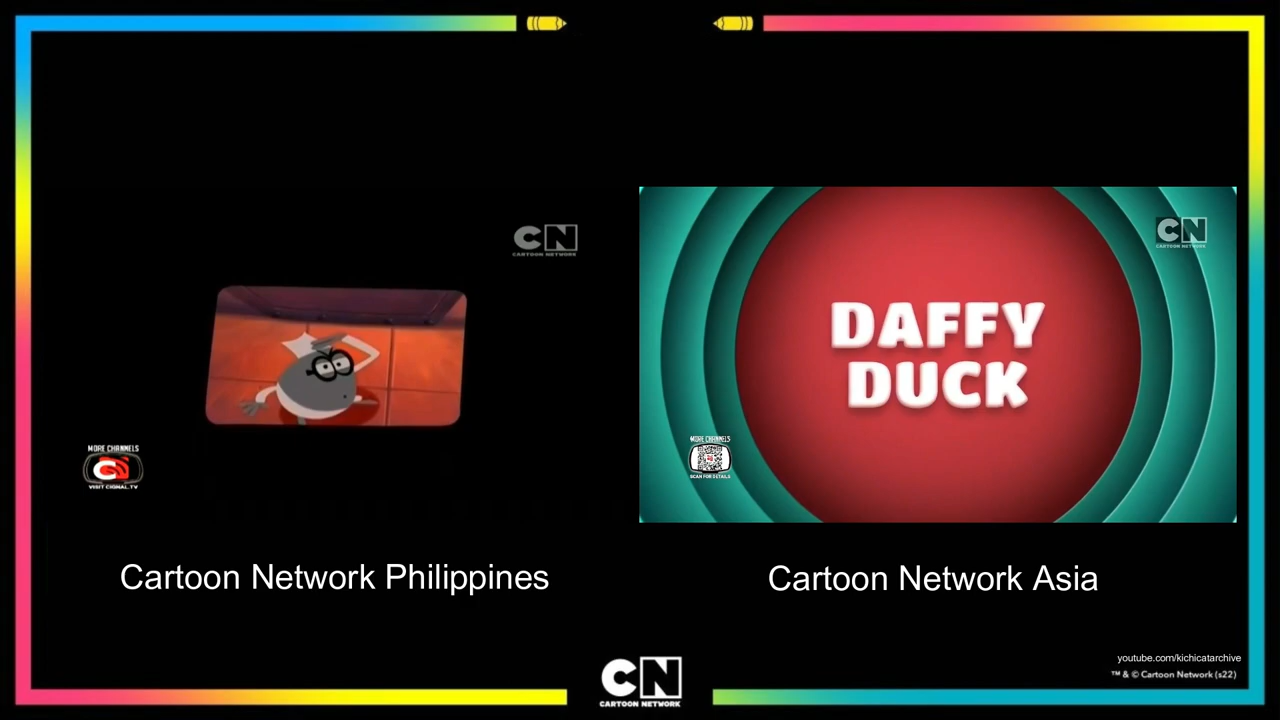 CN
CARTOON NETWORK
CN
CARTOON NETWORK
DAFFY
DUCK
MORE CHANNELS
VISIT CIGNAL.TV
MORE CHANNELS
SCAN FOR DETAILS
Cartoon Network Philippines
Cartoon Network Asia
youtube.com/kichicatarchive
™ & © Cartoon Network (s22)
CN
CARTOON NETWORK